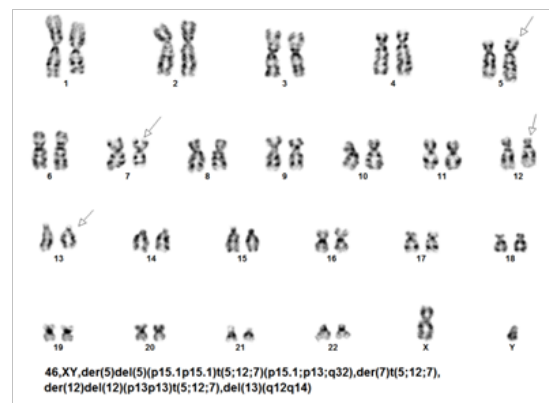 1 2 3 4 5
6 7 8 9 10 11 12
13 14 15 16 17 18
19 20 21 22 X Y
46,XY,der(5)del(5)(p15.1p15.1)t(5;12;7)(p15.1;p13;q32),der(7)t(5;12;7),
der(12)del(12)(p13p13)t(5;12;7),del(13)(q12q14)